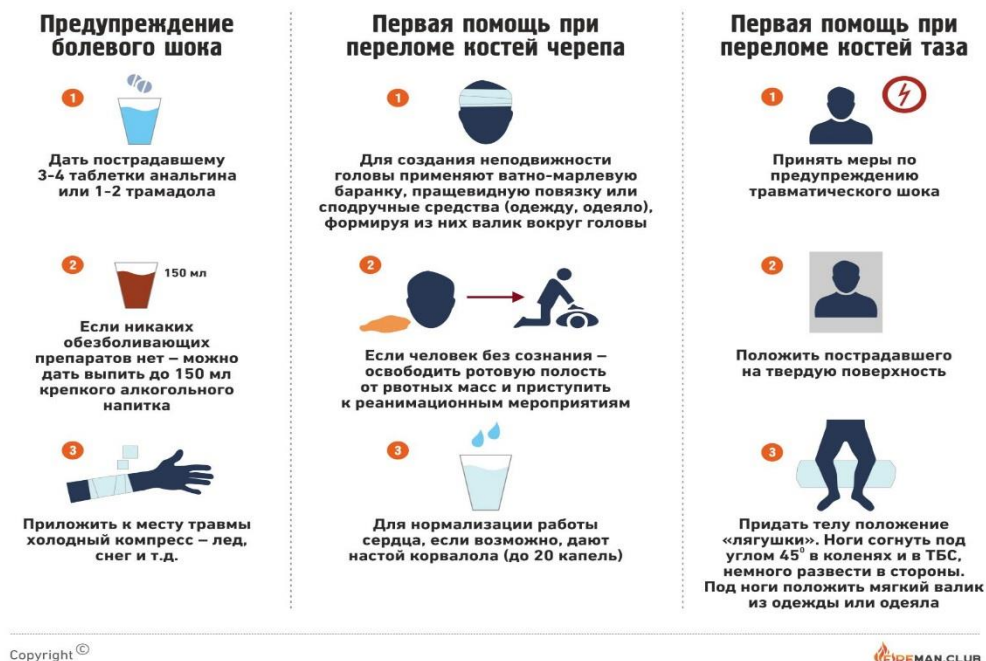 Предупреждение
болевого шока
1
Дать пострадавшему
3-4 таблетки анальгина
или 1-2 трамадола
2
150 мл
Если никаких
обезболивающих
препаратов нет – можно
дать выпить до 150 мл
крепкого алкогольного
напитка
3
Приложить к месту травмы
холодный компресс – лед,
снег и т.д.
Первая помощь при
переломе костей черепа
1
Для создания неподвижности
головы применяют ватно-марлевую
баранку, пращевидную повязку или
сподручные средства (одежду, одеяло),
формируя из них валик вокруг головы
2
Если человек без сознания –
освободить ротовую полость
от рвотных масс и приступить
к реанимационным мероприятиям
3
Для нормализации работы
сердца, если возможно, дают
настой корвалола (до 20 капель)
Первая помощь при
переломе костей таза
1
Принять меры по
предупреждению
травматического шока
2
Положить пострадавшего
на твердую поверхность
3
Придать телу положение
«лягушки». Ноги согнуть под
углом 45° в коленях и в ТБС,
немного развести в стороны.
Под ноги положить мягкий валик
из одежды или одеяла
Copyright ©
FIREMAN.CLUB